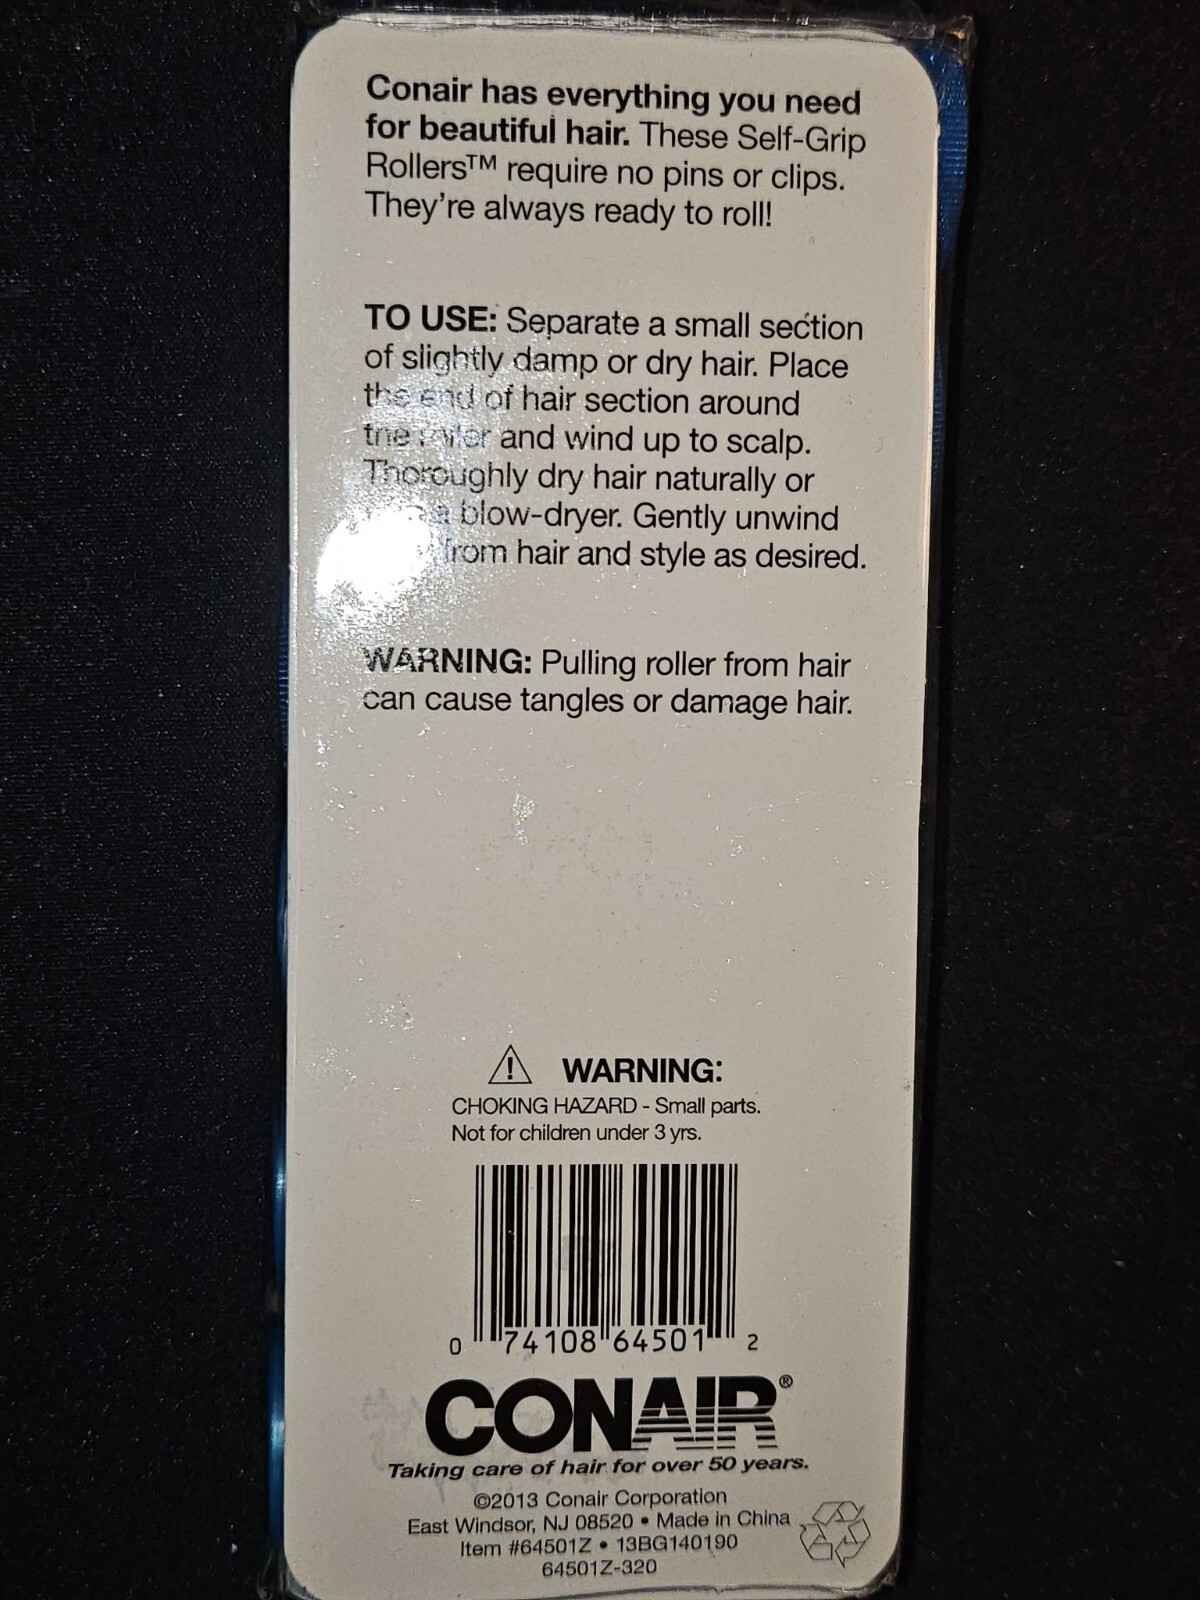 Conair has everything you need
for beautiful hair. These Self-Grip
Rollers™ require no pins or clips.
They're always ready to roll!
TO USE: Separate a small section
of slightly damp or dry hair. Place
the end of hair section around
the roller and wind up to scalp.
Thoroughly dry hair naturally or
a blow-dryer. Gently unwind
from hair and style as desired.
WARNING: Pulling roller from hair
can cause tangles or damage hair.
WARNING:
CHOKING HAZARD - Small parts.
Not for children under 3 yrs.
0 74108 64501 2
CONAIR®
Taking care of hair for over 50 years.
©2013 Conair Corporation
East Windsor, NJ 08520 • Made in China
Item #64501Z • 13BG140190
64501Z-320